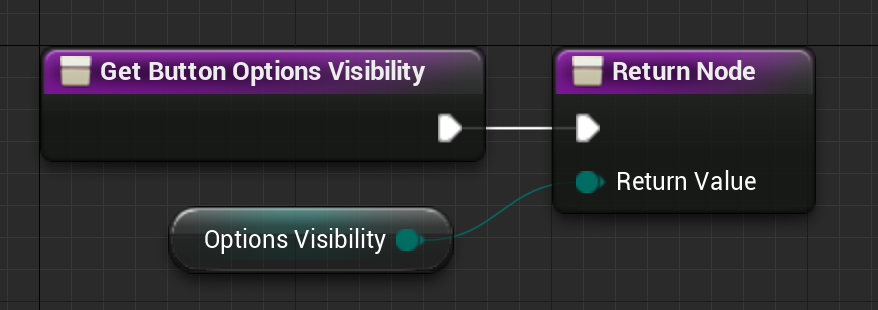 Get Button Options Visibility
Return Node
Return Value
Options Visibility